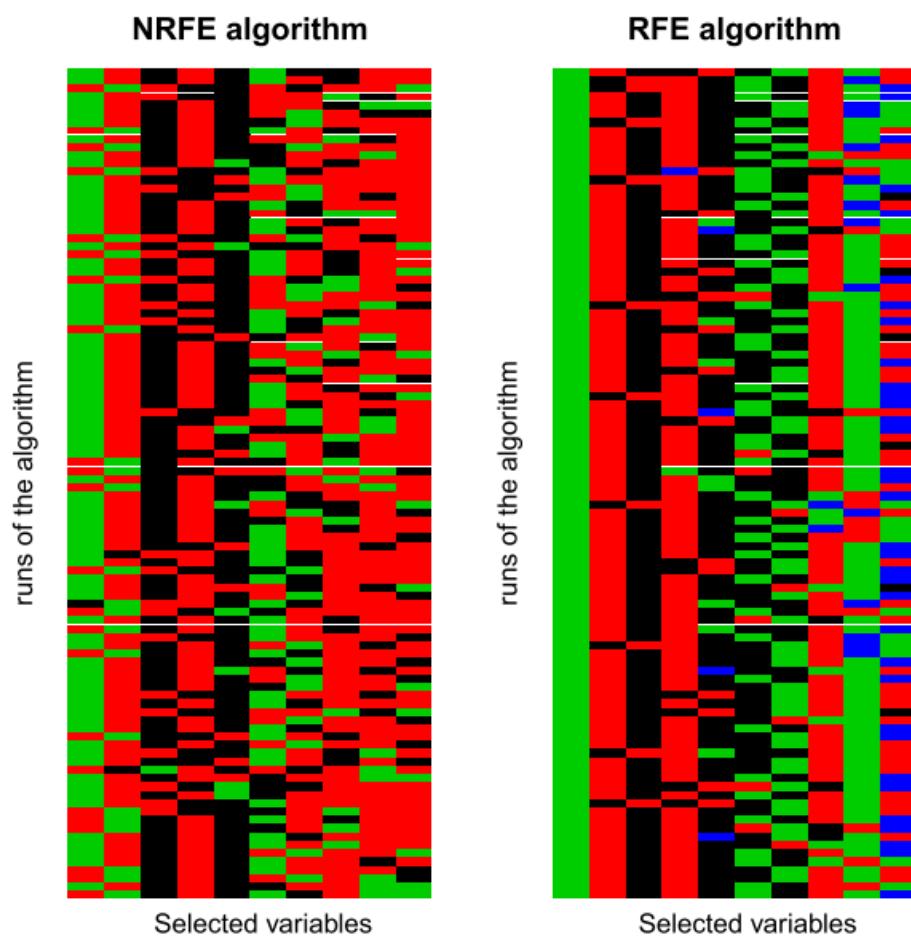 NRFE algorithm
RFE algorithm
runs of the algorithm
runs of the algorithm
Selected variables
Selected variables